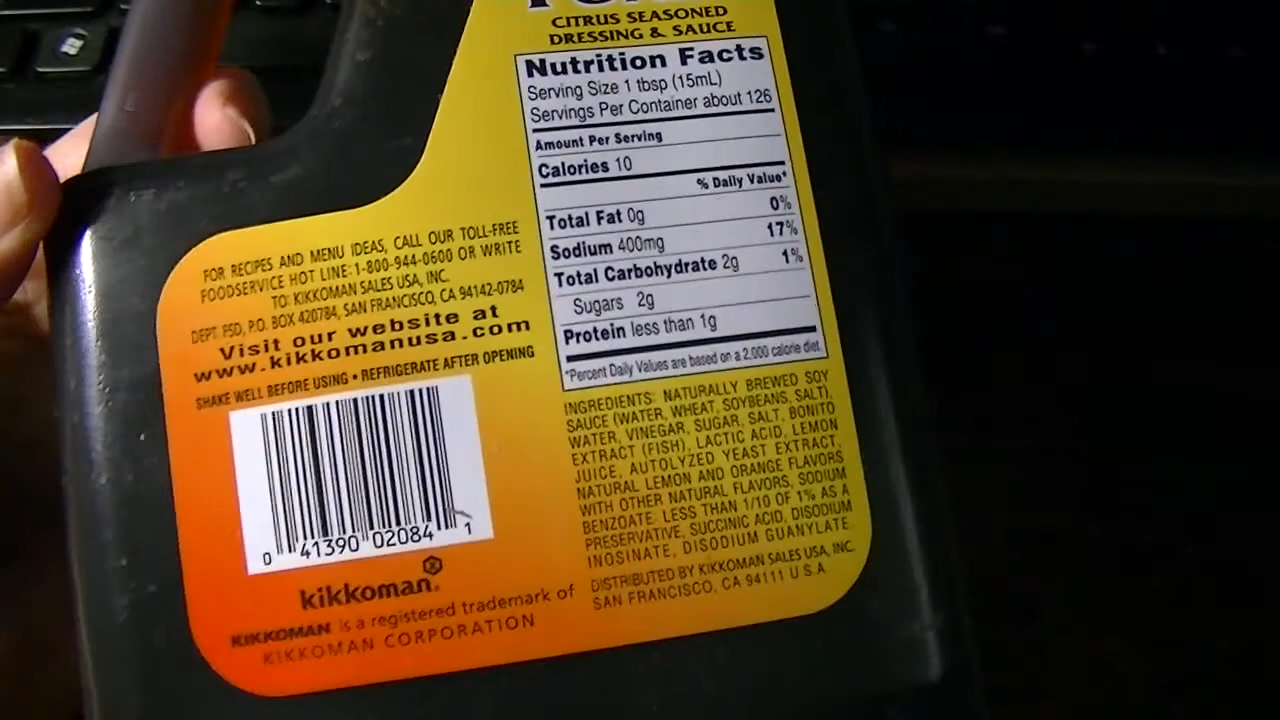 CITRUS SEASONED
DRESSING & SAUCE
Nutrition Facts
Serving Size 1 tbsp (15mL)
Servings Per Container about 126
Amount Per Serving
Calories 10
% Daily Value*
Total Fat 0g 0%
Sodium 400mg 17%
Total Carbohydrate 2g 1%
Sugars 2g
Protein less than 1g
*Percent Daily Values are based on a 2,000 calorie diet.
INGREDIENTS: NATURALLY BREWED SOY
SAUCE (WATER, WHEAT, SOYBEANS, SALT),
WATER, VINEGAR, SUGAR, SALT, BONITO
EXTRACT (FISH), LACTIC ACID, LEMON
JUICE, AUTOLYZED YEAST EXTRACT,
NATURAL LEMON AND ORANGE FLAVORS
WITH OTHER NATURAL FLAVORS, SODIUM
BENZOATE: LESS THAN 1/10 OF 1% AS A
PRESERVATIVE, SUCCINIC ACID, DISODIUM
INOSINATE, DISODIUM GUANYLATE.
DISTRIBUTED BY KIKKOMAN SALES USA, INC.
SAN FRANCISCO, CA 94111 U.S.A.
FOR RECIPES AND MENU IDEAS, CALL OUR TOLL-FREE
FOODSERVICE HOT LINE: 1-800-944-0600 OR WRITE
TO: KIKKOMAN SALES USA, INC.
DEPT. FSD, P.O. BOX 420784, SAN FRANCISCO, CA 94142-0784
Visit our website at
www.kikkomanusa.com
SHAKE WELL BEFORE USING • REFRIGERATE AFTER OPENING
0 41390 02084 1
kikkoman®
KIKKOMAN is a registered trademark of
KIKKOMAN CORPORATION